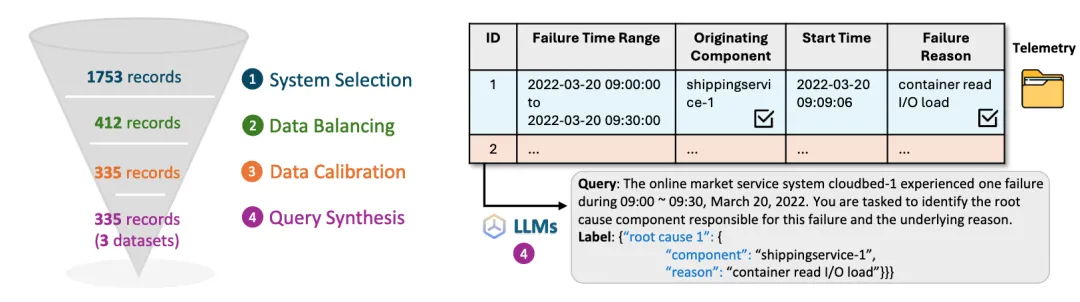 1753 records
1 System Selection
412 records
2 Data Balancing
335 records
3 Data Calibration
335 records
(3 datasets)
4 Query Synthesis
ID
Failure Time Range
Originating
Component
Start Time
Failure
Reason
1
2022-03-20 09:00:00
to
2022-03-20 09:30:00
shippingservi
ce-1
2022-03-20
09:09:06
container read
I/O load
2
...
...
...
...
Telemetry
LLMs
4
Query: The online market service system cloudbed-1 experienced one failure
during 09:00 ~ 09:30, March 20, 2022. You are tasked to identify the root
cause component responsible for this failure and the underlying reason.
Label: {“root cause 1”: {
“component”: “shippingservice-1”,
“reason”: “container read I/O load”}}}